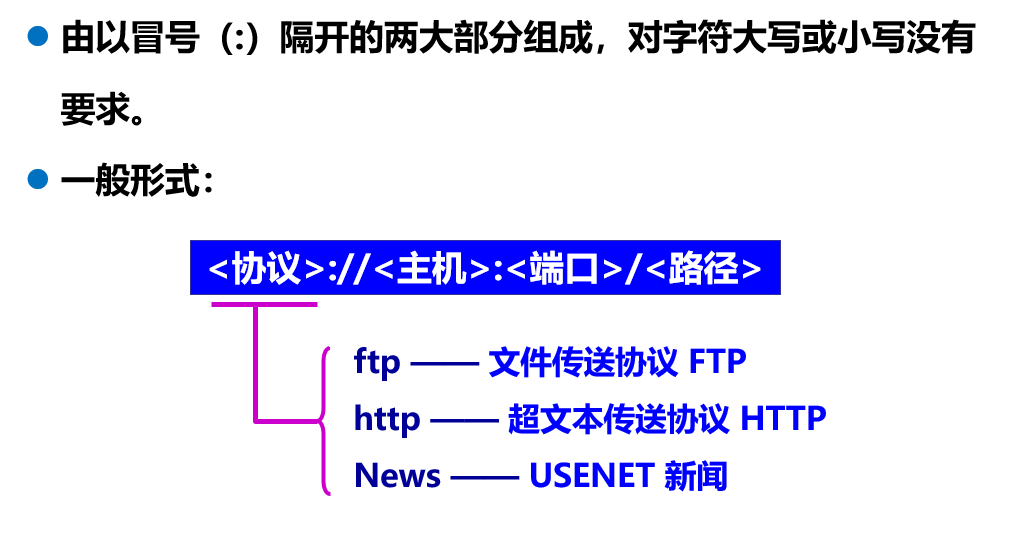 由以冒号（:）隔开的两大部分组成，对字符大写或小写没有
要求。
一般形式：
<协议>://<主机>:<端口>/<路径>
ftp —— 文件传送协议 FTP
http —— 超文本传送协议 HTTP
News —— USENET 新闻